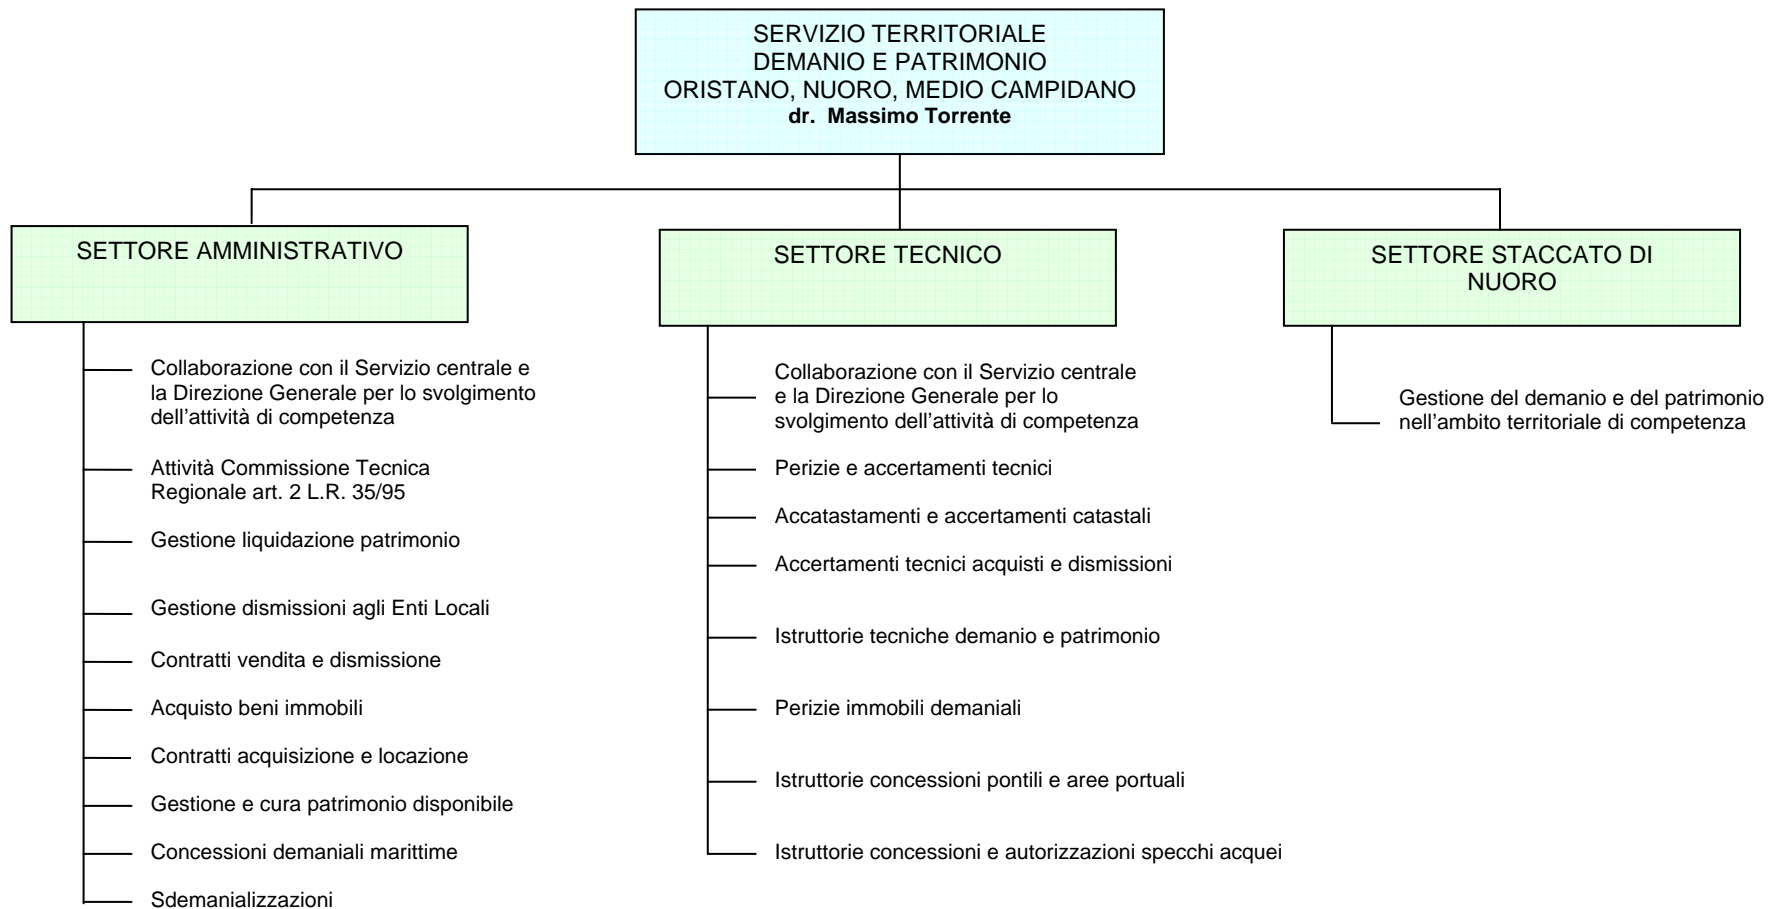 SERVIZIO TERRITORIALE
DEMANIO E PATRIMONIO
ORISTANO, NUORO, MEDIO CAMPIDANO
dr. Massimo Torrente
SETTORE AMMINISTRATIVO
Collaborazione con il Servizio centrale e
la Direzione Generale per lo svolgimento
dell'attività di competenza
Attività Commissione Tecnica
Regionale art. 2 L.R. 35/95
Gestione liquidazione patrimonio
Gestione dismissioni agli Enti Locali
Contratti vendita e dismissione
Acquisto beni immobili
Contratti acquisizione e locazione
Gestione e cura patrimonio disponibile
Concessioni demaniali marittime
Sdemanializzazioni
SETTORE TECNICO
Collaborazione con il Servizio centrale
e la Direzione Generale per lo
svolgimento dell'attività di competenza
Perizie e accertamenti tecnici
Accatastamenti e accertamenti catastali
Accertamenti tecnici acquisti e dismissioni
Istruttorie tecniche demanio e patrimonio
Perizie immobili demaniali
Istruttorie concessioni pontili e aree portuali
Istruttorie concessioni e autorizzazioni specchi acquei
SETTORE STACCATO DI
NUORO
Gestione del demanio e del patrimonio
nell'ambito territoriale di competenza